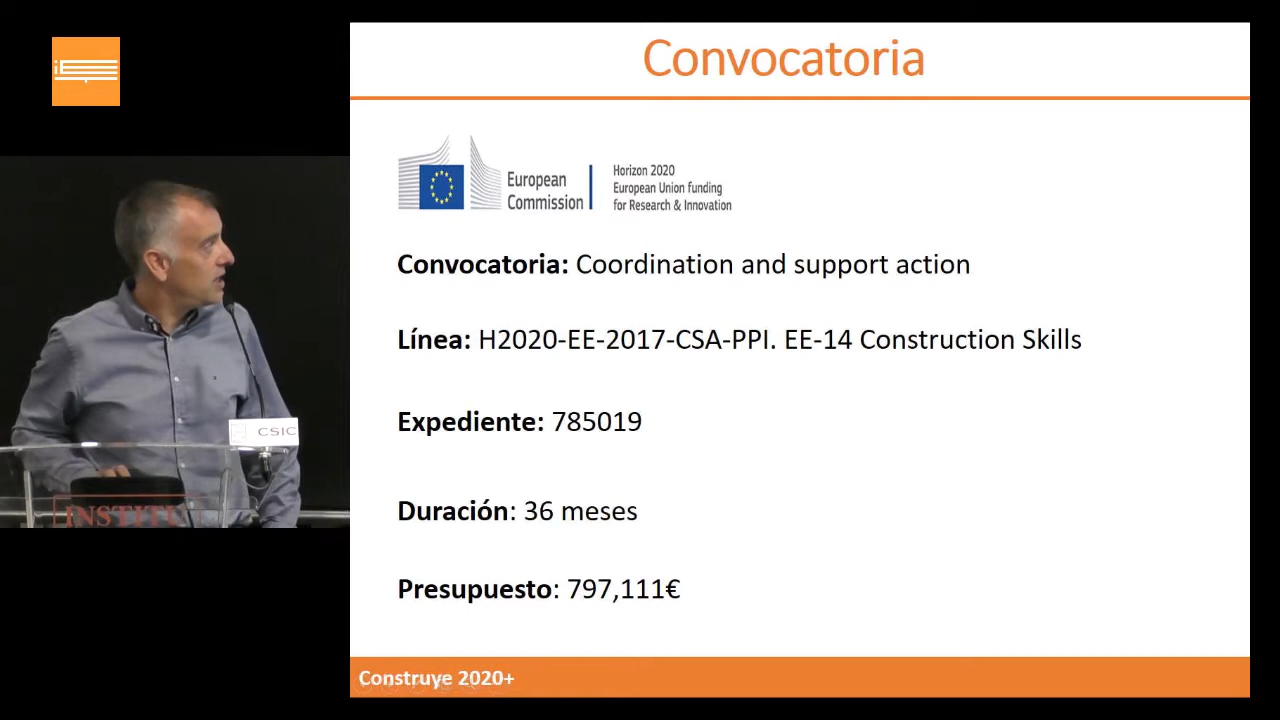 Convocatoria
European
Commission
Horizon 2020
European Union funding
for Research & Innovation
Convocatoria: Coordination and support action
Línea: H2020-EE-2017-CSA-PPI. EE-14 Construction Skills
Expediente: 785019
Duración: 36 meses
Presupuesto: 797,111€
Construye 2020+
CSIC
INSTITU